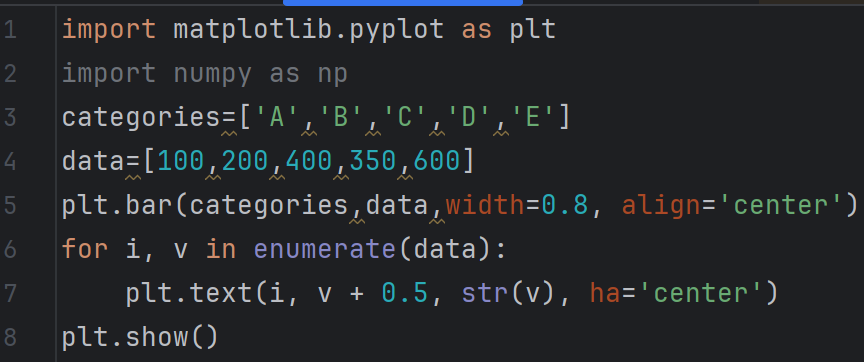 1 import matplotlib.pyplot as plt
2 import numpy as np
3 categories=['A','B','C','D','E']
4 data=[100,200,400,350,600]
5 plt.bar(categories,data,width=0.8, align='center')
6 for i, v in enumerate(data):
7     plt.text(i, v + 0.5, str(v), ha='center')
8 plt.show()